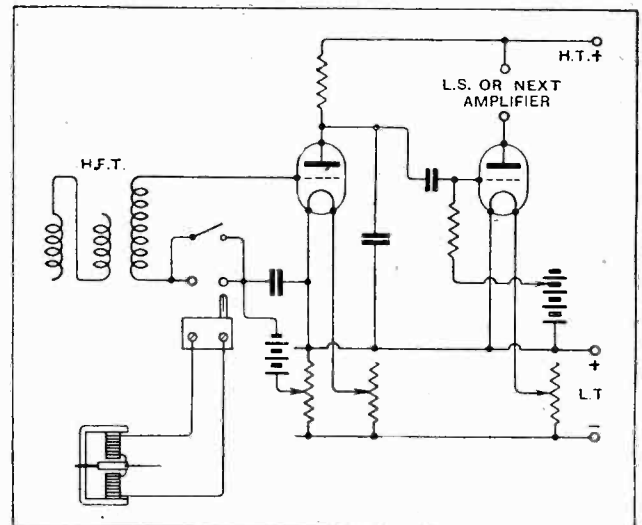 H.T.+
L.S. OR NEXT
AMPLIFIER
H.F.T.
+
L.T
−